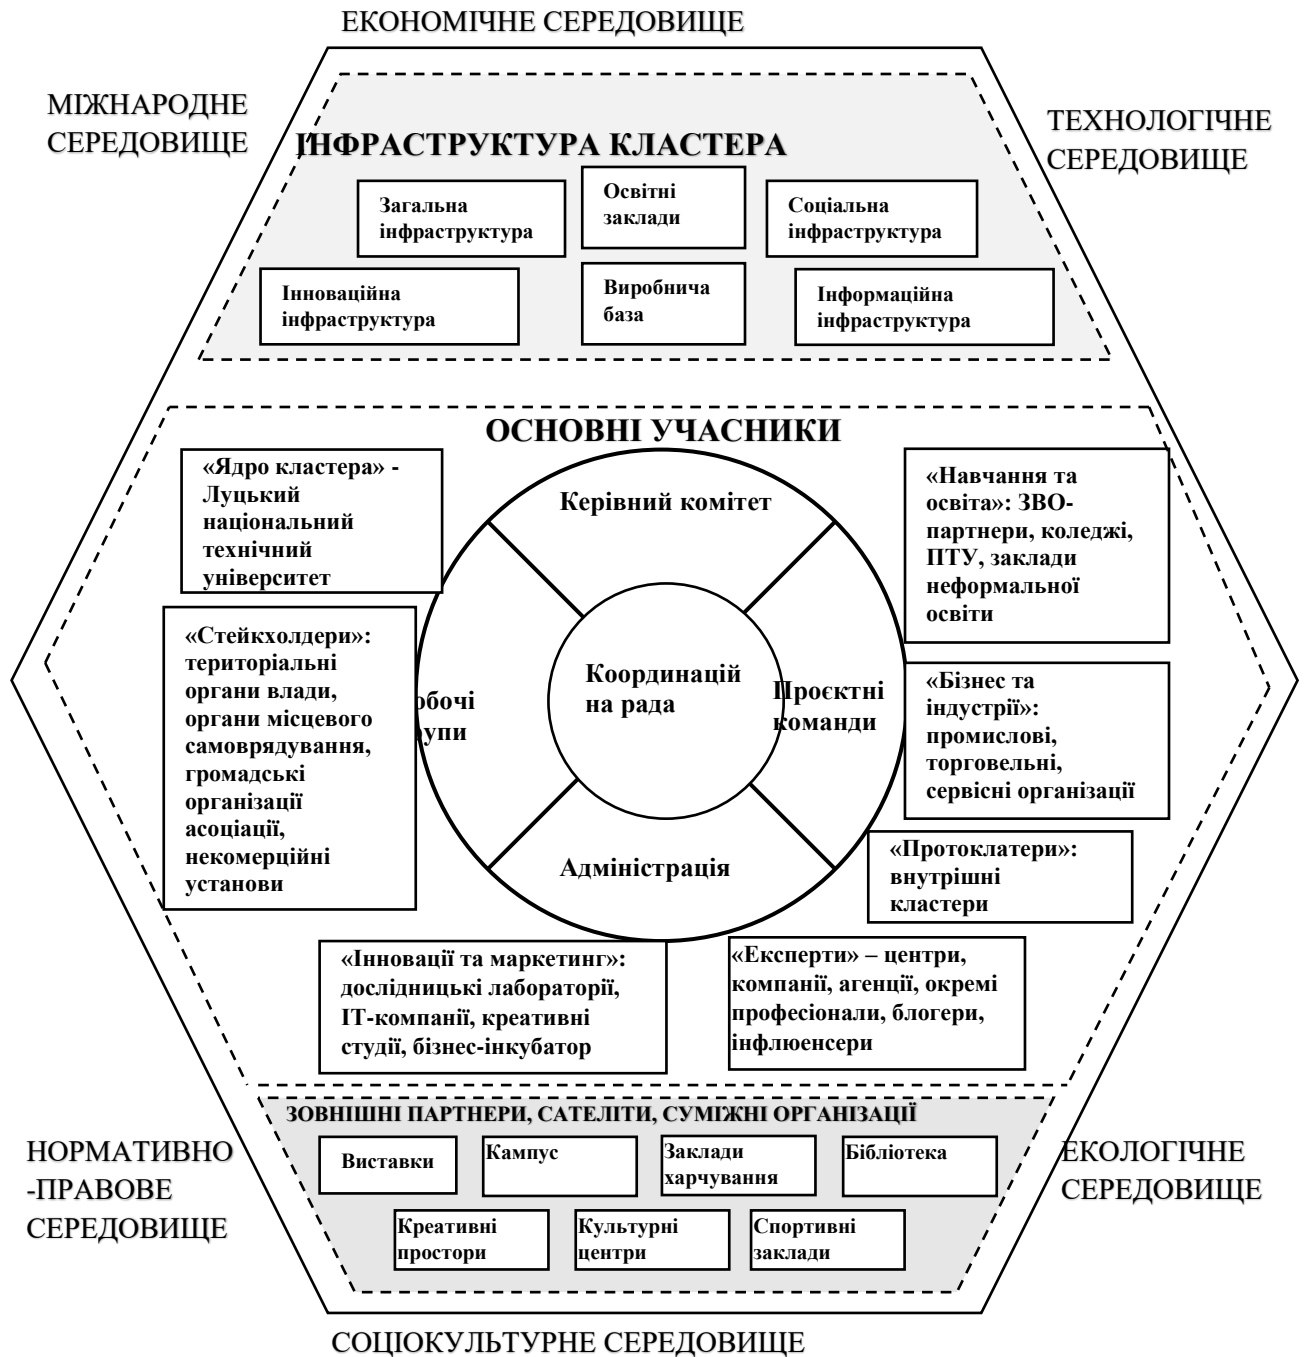 ЕКОНОМІЧНЕ СЕРЕДОВИЩЕ
МІЖНАРОДНЕ
СЕРЕДОВИЩЕ
ТЕХНОЛОГІЧНЕ
СЕРЕДОВИЩЕ
ІНФРАСТРУКТУРА КЛАСТЕРА
Загальна
інфраструктура
Освітні
заклади
Соціальна
інфраструктура
Інноваційна
інфраструктура
Виробнича
база
Інформаційна
інфраструктура
ОСНОВНІ УЧАСНИКИ
«Ядро кластера» -
Луцький
національний
технічний
університет
Керівний комітет
«Навчання та
освіта»: ЗВО-
партнери, коледжі,
ПТУ, заклади
неформальної
освіти
«Стейкхолдери»:
територіальні
органи влади,
органи місцевого
самоврядування,
громадські
організації
асоціації,
некомерційні
установи
обочі
рупи
Координацій
на рада
Проєктні
команди
«Бізнес та
індустрії»:
промислові,
торговельні,
сервісні організації
Адміністрація
«Протоклатери»:
внутрішні
кластери
«Інновації та маркетинг»:
дослідницькі лабораторії,
ІТ-компанії, креативні
студії, бізнес-інкубатор
«Експерти» – центри,
компанії, агенції, окремі
професіонали, блогери,
інфлюенсери
ЗОВНІШНІ ПАРТНЕРИ, САТЕЛІТИ, СУМІЖНІ ОРГАНІЗАЦІЇ
Виставки
Кампус
Заклади
харчування
Бібліотека
Креативні
простори
Культурні
центри
Спортивні
заклади
НОРМАТИВНО
-ПРАВОВЕ
СЕРЕДОВИЩЕ
ЕКОЛОГІЧНЕ
СЕРЕДОВИЩЕ
СОЦІОКУЛЬТУРНЕ СЕРЕДОВИЩЕ